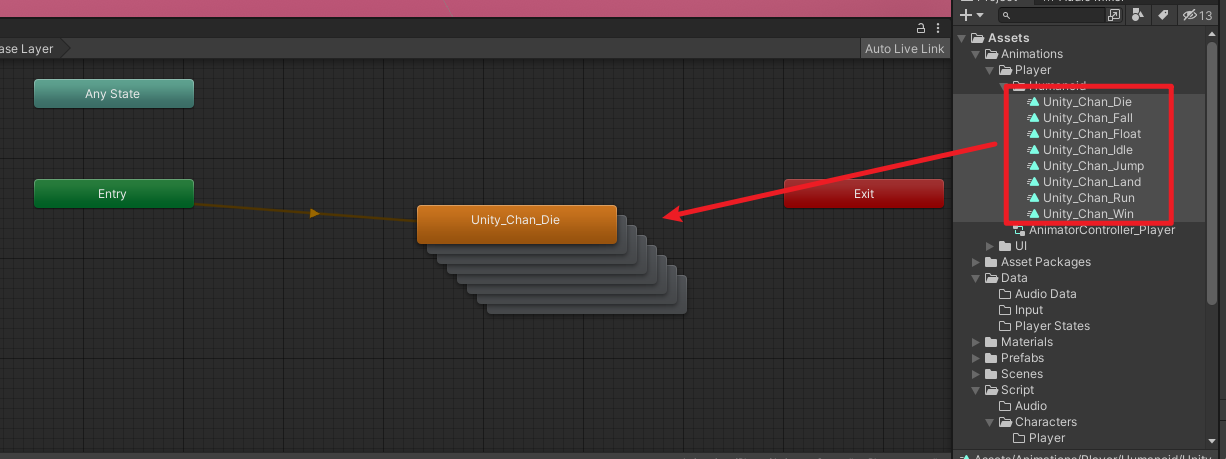 13
ase Layer
Auto Live Link
Any State
Entry
Unity_Chan_Die
Exit
Assets
Animations
Player
Humanoid
Unity_Chan_Die
Unity_Chan_Fall
Unity_Chan_Float
Unity_Chan_Idle
Unity_Chan_Jump
Unity_Chan_Land
Unity_Chan_Run
Unity_Chan_Win
AnimatorController_Player
UI
Asset Packages
Data
Audio Data
Input
Player States
Materials
Prefabs
Scenes
Script
Audio
Characters
Player